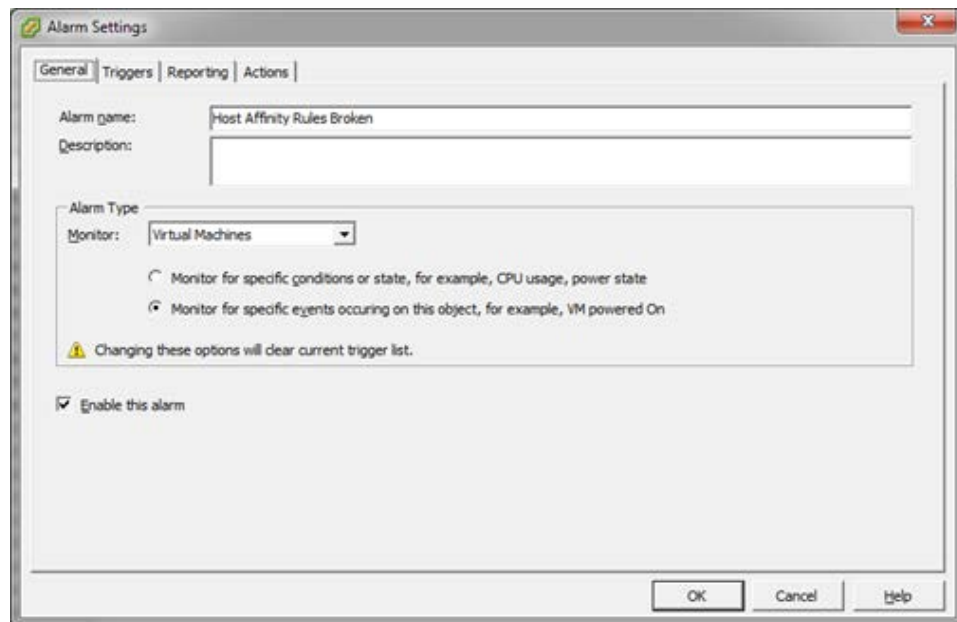 Alarm Settings
General Triggers Reporting Actions
Alarm name: Host Affinity Rules Broken
Description:
Alarm Type
Monitor: Virtual Machines
Monitor for specific conditions or state, for example, CPU usage, power state
Monitor for specific events occuring on this object, for example, VM powered On
Changing these options will clear current trigger list.
Enable this alarm
OK Cancel Help